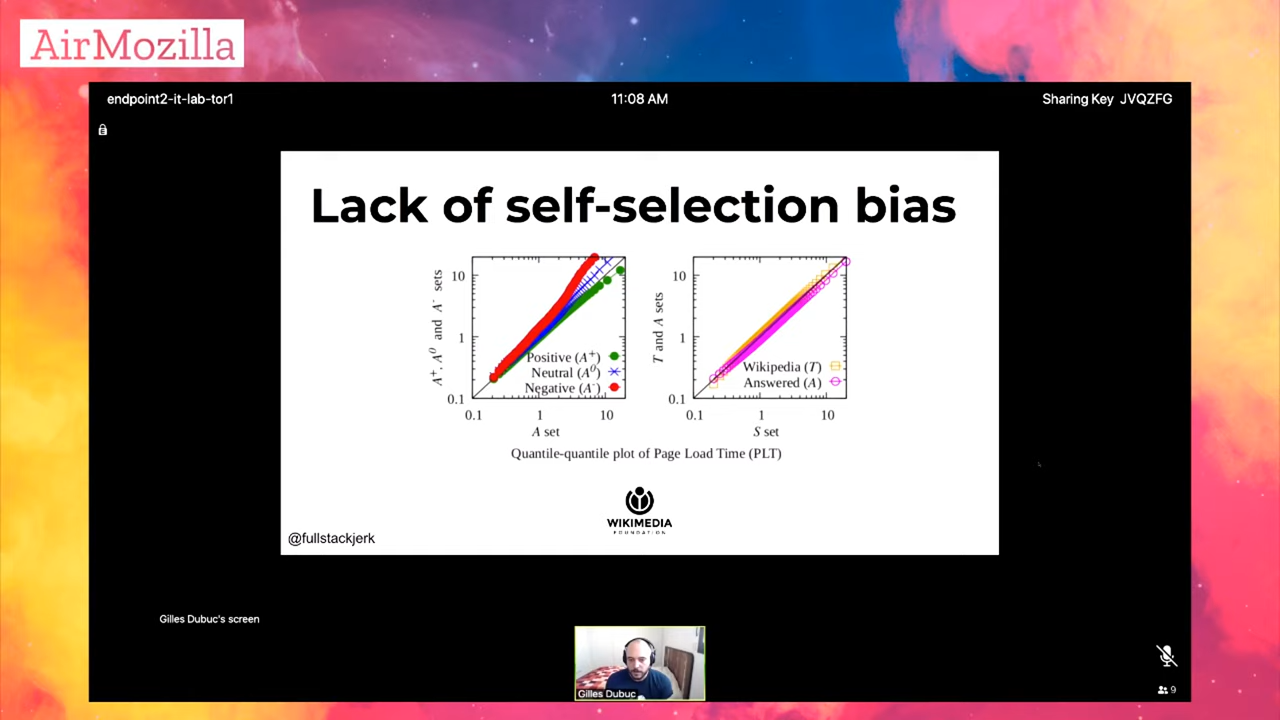 AirMozilla
endpoint2-it-lab-tor1
11:08 AM
Sharing Key JVQZFG
Lack of self-selection bias
A⁺, A⁰ and A⁻ sets
10
1
0.1
Positive (A⁺)
Neutral (A⁰)
Negative (A⁻)
0.1
1
10
A set
T and A sets
10
1
0.1
Wikipedia (T)
Answered (A)
0.1
1
10
S set
Quantile-quantile plot of Page Load Time (PLT)
WIKIMEDIA
FOUNDATION
@fullstackjerk
Gilles Dubuc's screen
Gilles Dubuc
9